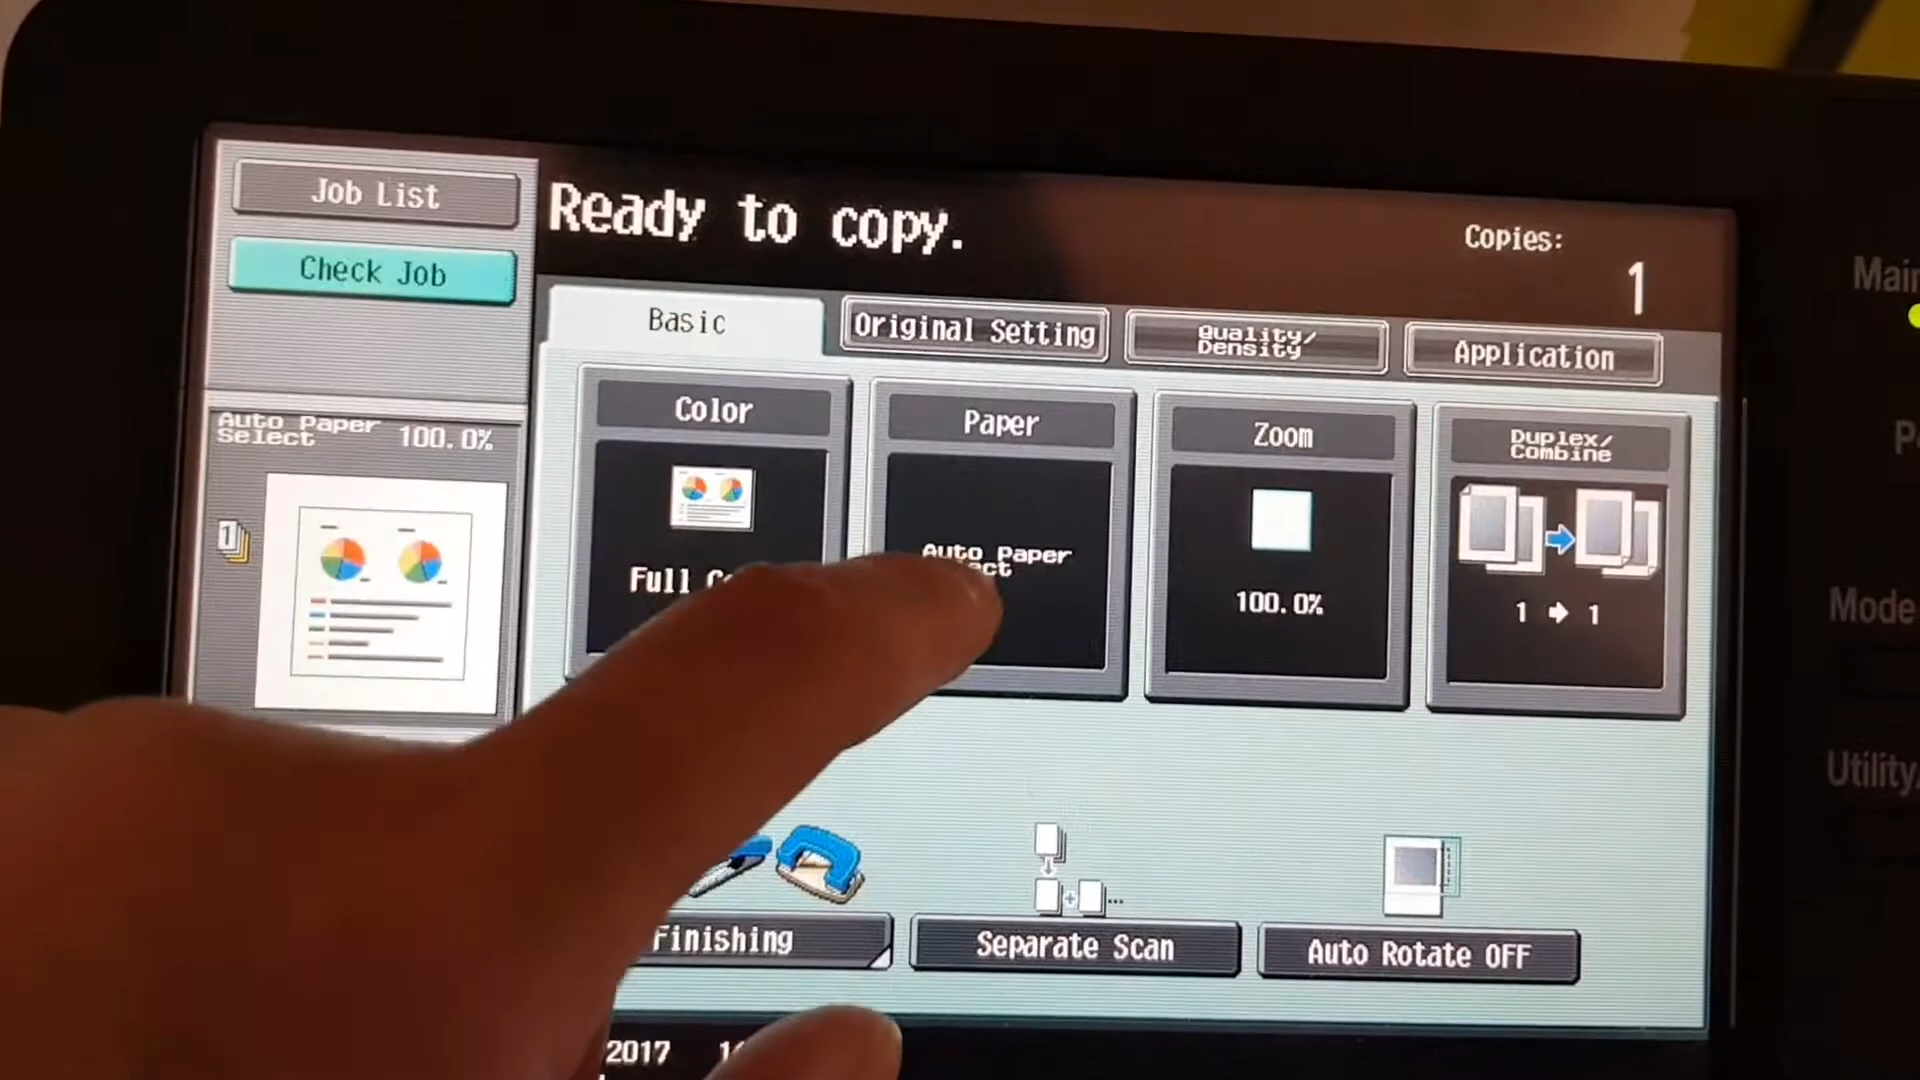 Job List
Check Job
Ready to copy.
Copies:
1
Basic
Original Setting
Quality/
Density
Application
Auto Paper
Select
100.0%
1
Color
Full
Paper
Auto Paper
Zoom
100.0%
Duplex/
Combine
1 → 1
Finishing
Separate Scan
Auto Rotate OFF
2017
Mode
Utility